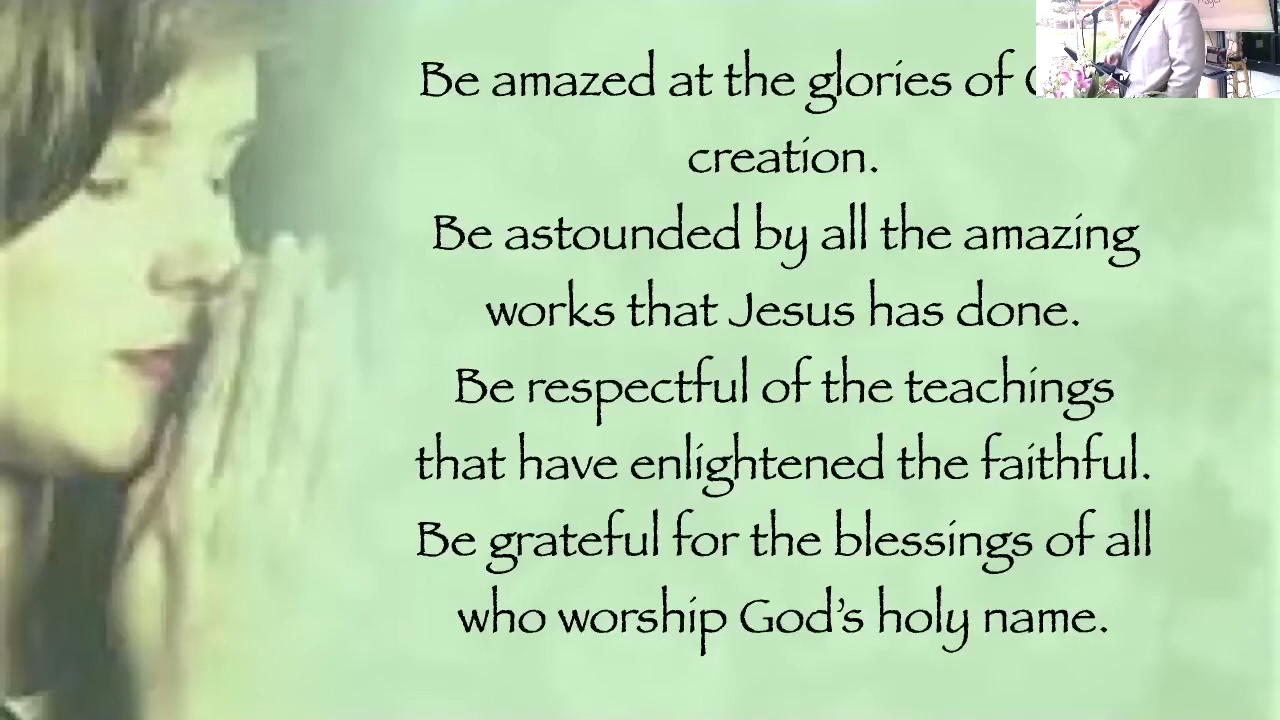 Be amazed at the glories of
creation.
Be astounded by all the amazing
works that Jesus has done.
Be respectful of the teachings
that have enlightened the faithful.
Be grateful for the blessings of all
who worship God's holy name.